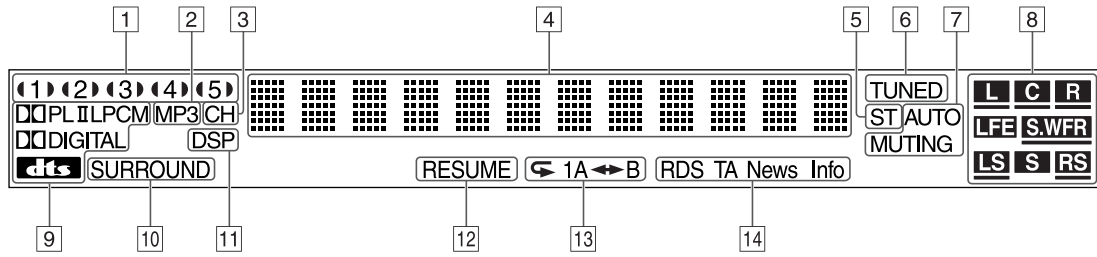 1 2 3 4 5 6 7 8
1 2 3 4 5 TUNED L C R
PL II LPCM MP3 CH ST AUTO LFE S.WFR
DIGITAL DSP MUTING
dts SURROUND RESUME 1A B RDS TA News Info LS S RS
9 10 11 12 13 14